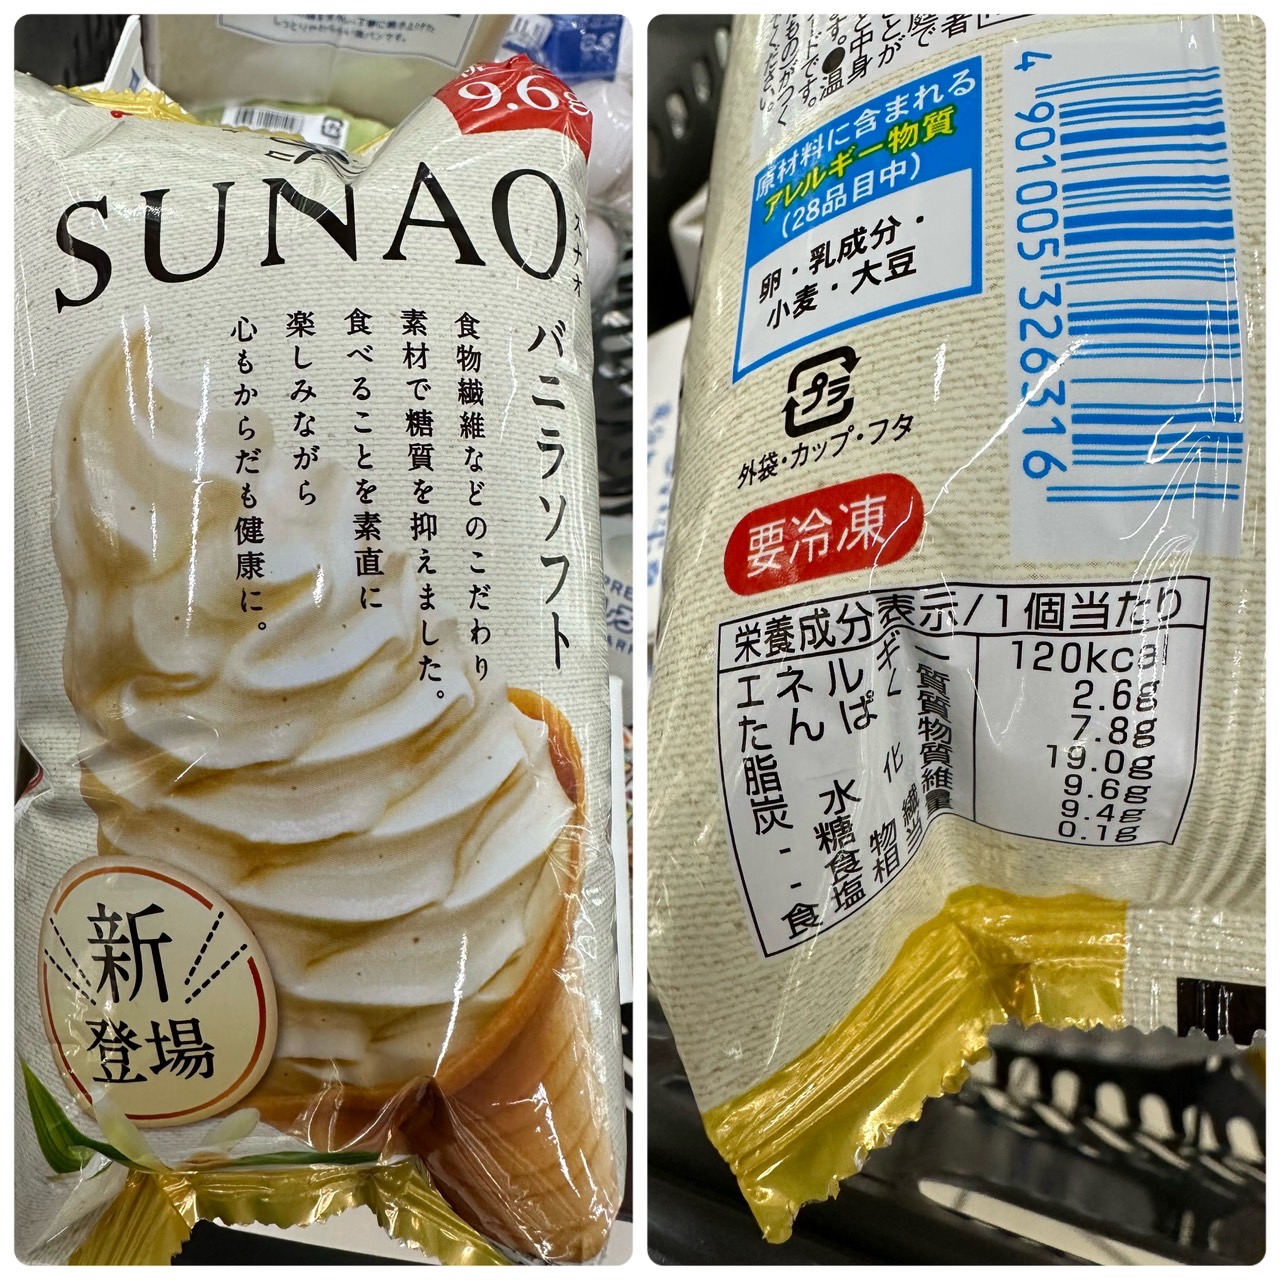 9.6g
SUNAO
スナオ
バニラソフト
食物繊維などのこだわり
素材で糖質を抑えました。
食べることを素直に
楽しみながら
心もからだも健康に。
新
登場
原材料に含まれる
アレルギー物質
(28品目中)
卵・乳成分・
小麦・大豆
4 901005 326316
プラ
外袋・カップ・フタ
要冷凍
栄養成分表示/1個当たり
エネルギー 120kcal
たんぱく質 2.6g
脂質 7.8g
炭水化物 19.0g
-糖質 9.6g
-食物繊維 9.4g
食塩相当量 0.1g